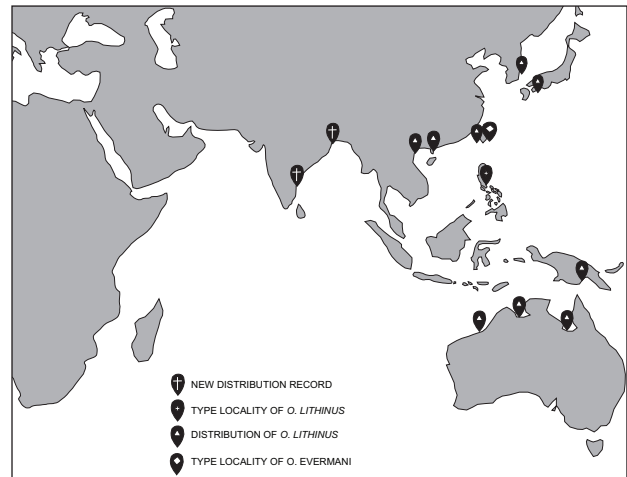 NEW DISTRIBUTION RECORD
TYPE LOCALITY OF O. LITHINUS
DISTRIBUTION OF O. LITHINUS
TYPE LOCALITY OF O. EVERMANI